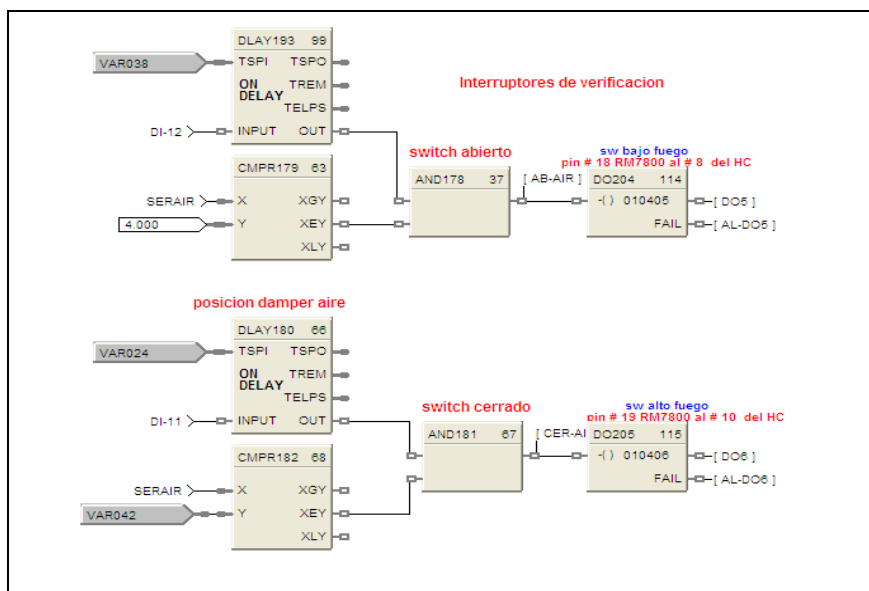 DLAY193 99
VAR038
TSPI TSPO
ON DELAY
TREM
TELPS
DI-12
INPUT OUT
Interruptores de verificacion
CMPR179 63
SERAIR
X XGY
4.000
Y XEY
XLY
switch abierto
AND178 37
[ AB-AIR ]
sw bajo fuego
pin # 18 RM7800 al # 8 del HC
DO204 114
-( ) 010405
[ DO5 ]
FAIL
[ AL-DO5 ]
posicion damper aire
DLAY180 66
VAR024
TSPI TSPO
ON DELAY
TREM
TELPS
DI-11
INPUT OUT
CMPR182 68
SERAIR
X XGY
VAR042
Y XEY
XLY
switch cerrado
AND181 67
[ CER-AI
sw alto fuego
pin # 19 RM7800 al # 10 del HC
DO205 115
-( ) 010406
[ DO6 ]
FAIL
[ AL-DO6 ]